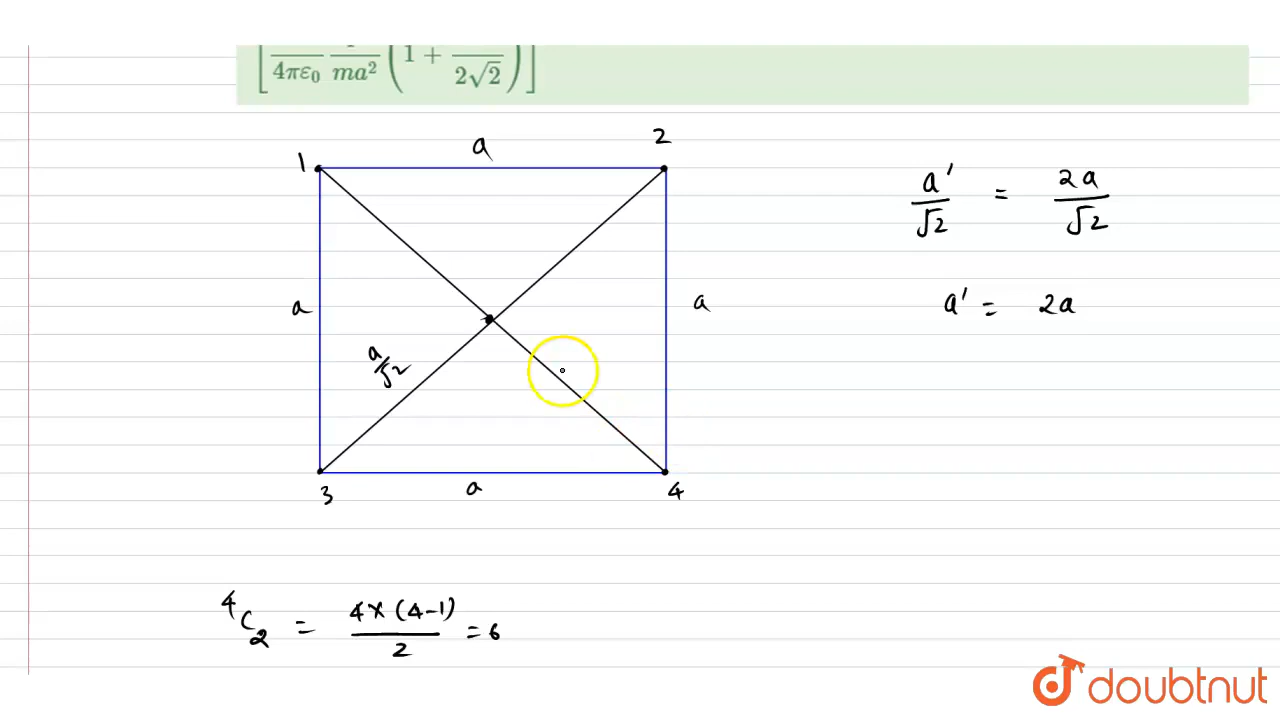 [ / 4πε₀ / ma² (1 + / 2√2 ) ]
1 a 2
a'/√2 = 2a/√2
a a
a' = 2a
a/√2
3 a 4
⁴C₂ = 4×(4-1)/2 = 6
doubtnut